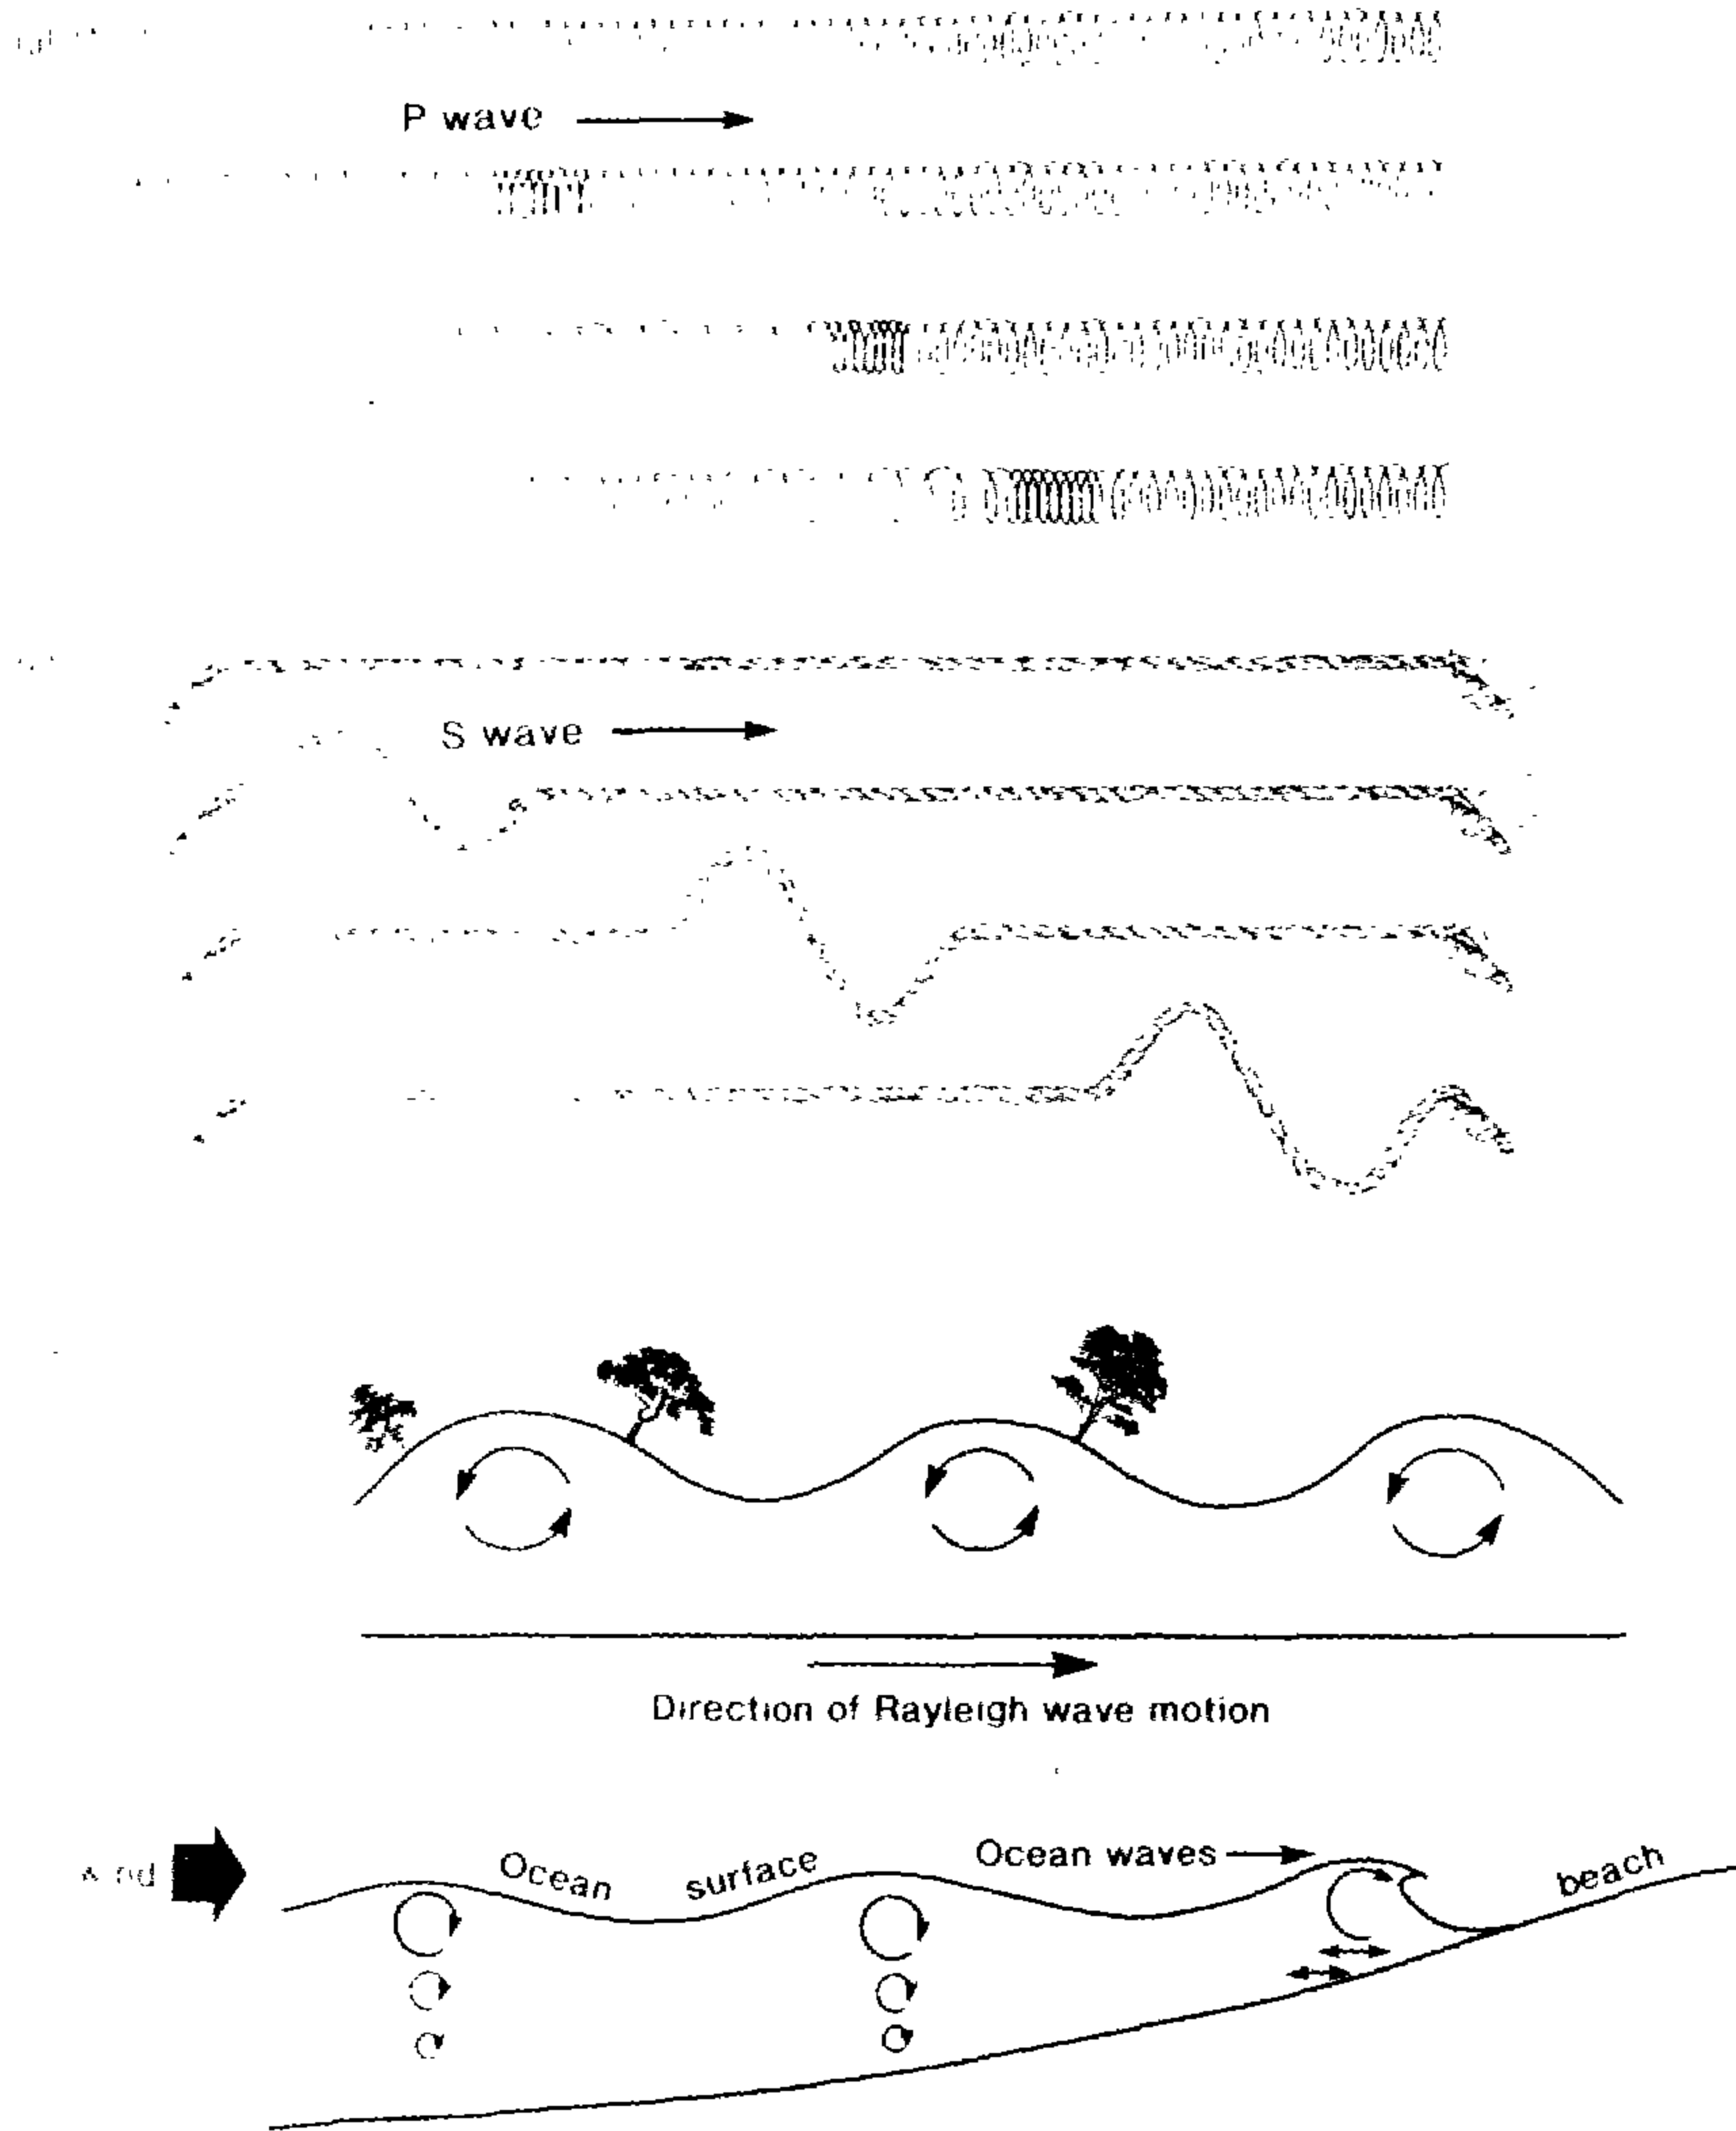 P wave
S wave
Direction of Rayleigh wave motion
Ocean surface
Ocean waves
beach